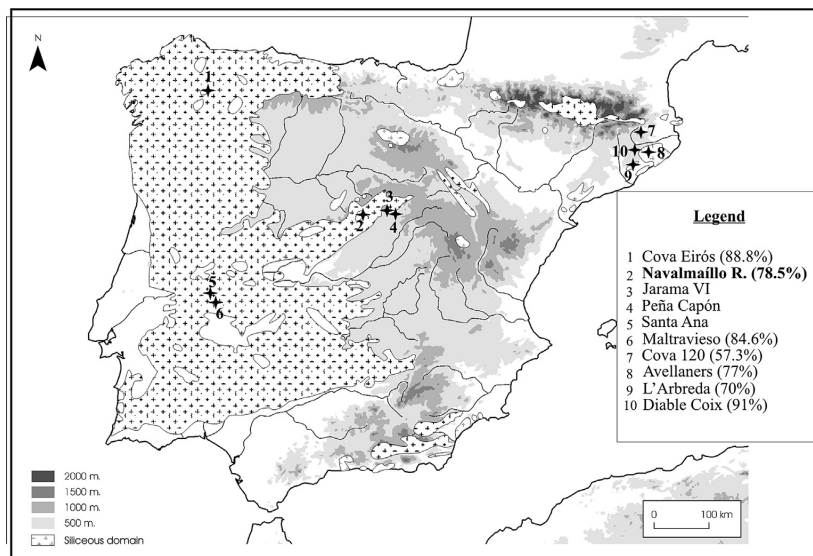 N
1
2
3
4
5
6
7
10
8
9
Legend
1 Cova Eirós (88.8%)
2 Navalmaíllo R. (78.5%)
3 Jarama VI
4 Peña Capón
5 Santa Ana
6 Maltravieso (84.6%)
7 Cova 120 (57.3%)
8 Avellaners (77%)
9 L'Arbreda (70%)
10 Diable Coix (91%)
2000 m.
1500 m.
1000 m.
500 m.
Siliceous domain
0 100 km